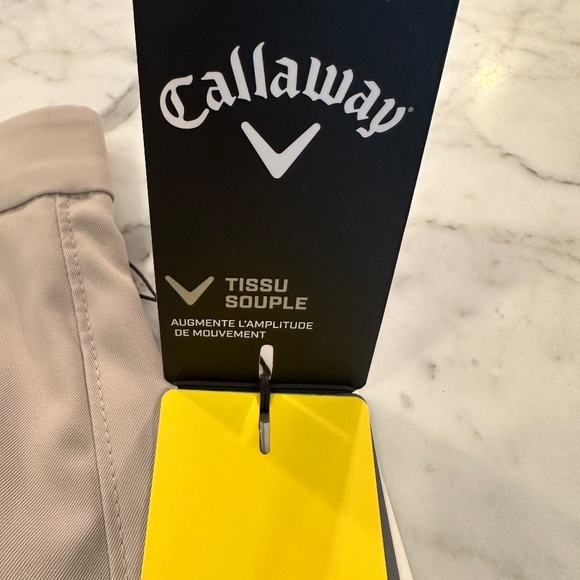 Callaway®
TISSU
SOUPLE
AUGMENTE L'AMPLITUDE
DE MOUVEMENT